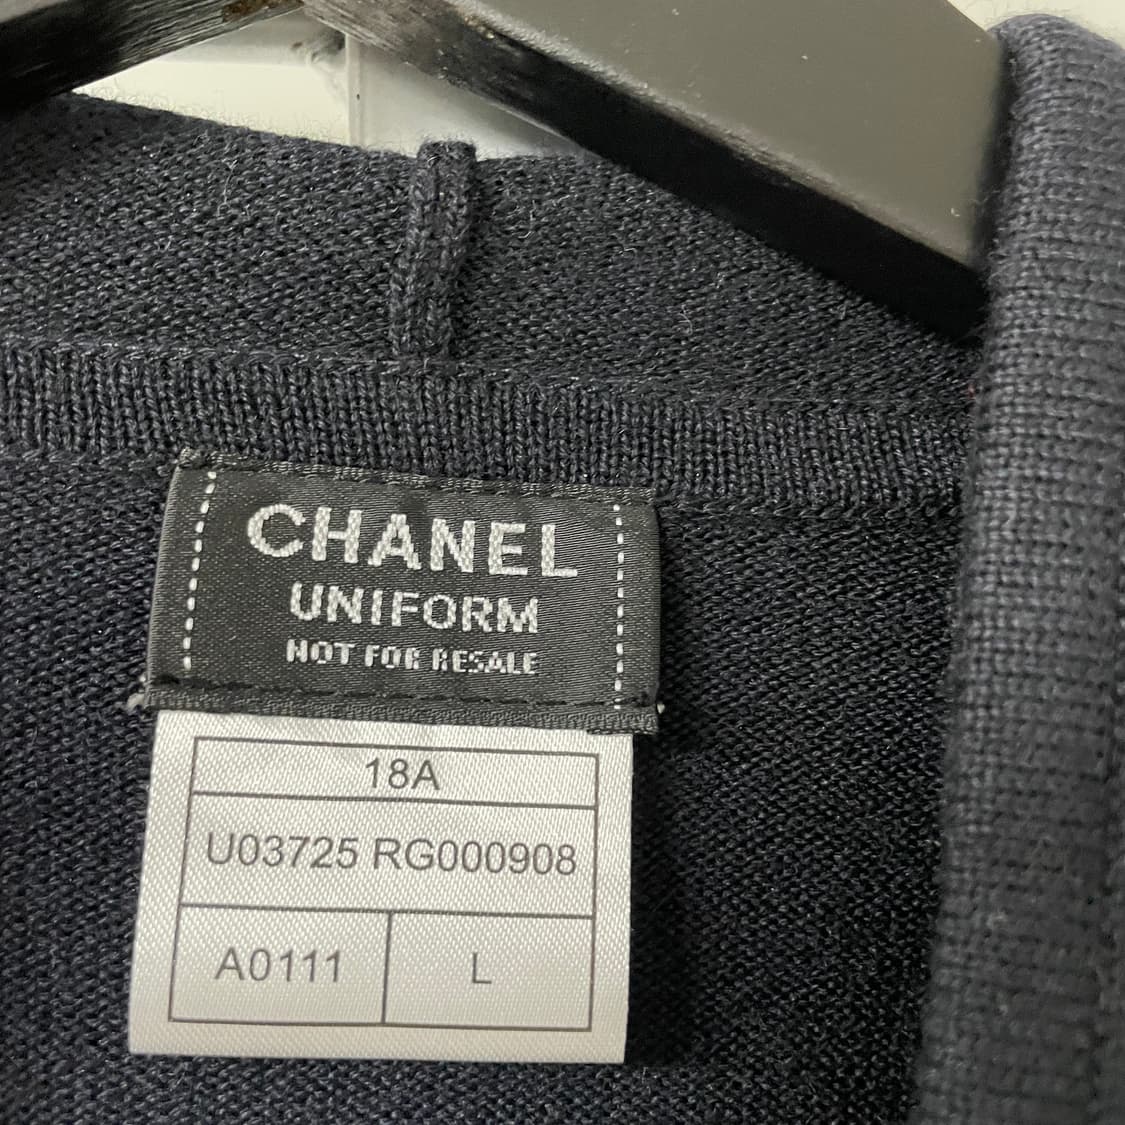 CHANEL
UNIFORM
NOT FOR RESALE
18A
U03725 RG000908
A0111 L